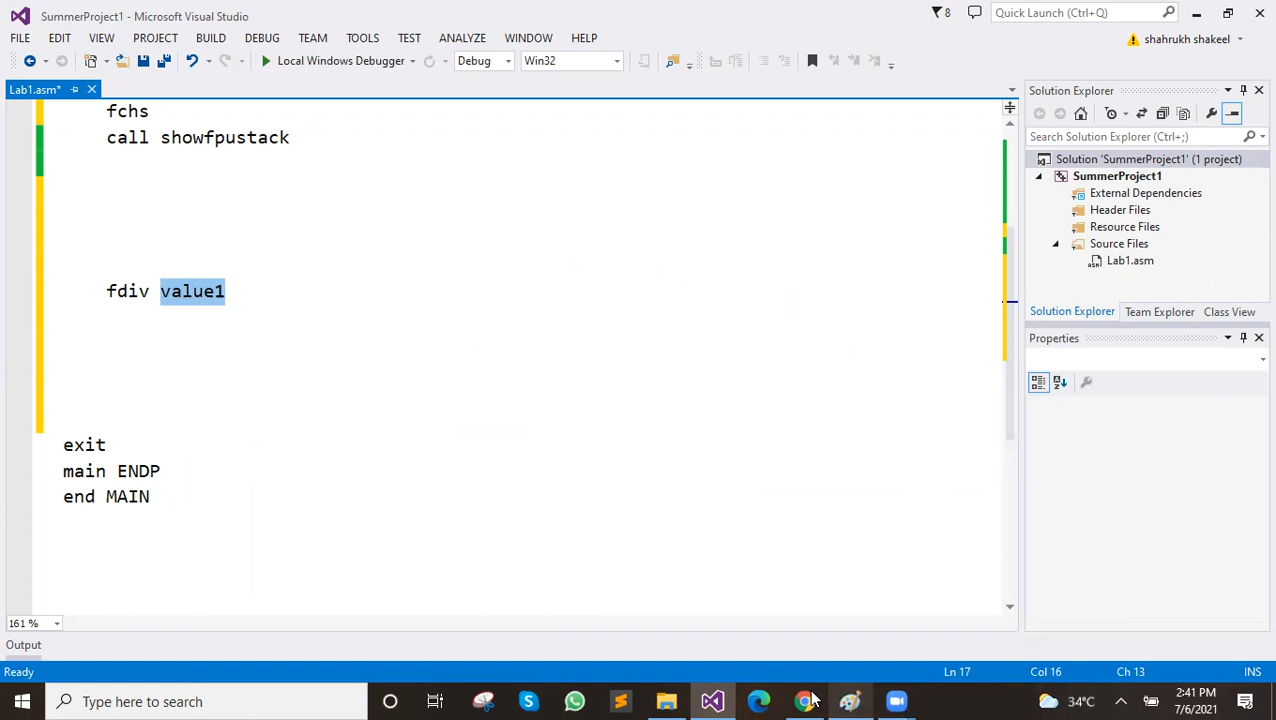 SummerProject1 - Microsoft Visual Studio
8
Quick Launch (Ctrl+Q)
FILE EDIT VIEW PROJECT BUILD DEBUG TEAM TOOLS TEST ANALYZE WINDOW HELP
shahrukh shakeel
Local Windows Debugger Debug Win32
Lab1.asm*
fchs
call showfpustack
fdiv value1
exit
main ENDP
end MAIN
161 %
Output
Solution Explorer
Search Solution Explorer (Ctrl+;)
Solution 'SummerProject1' (1 project)
SummerProject1
External Dependencies
Header Files
Resource Files
Source Files
Lab1.asm
Solution Explorer Team Explorer Class View
Properties
Ready Ln 17 Col 16 Ch 13 INS
Type here to search
34°C
2:41 PM
7/6/2021